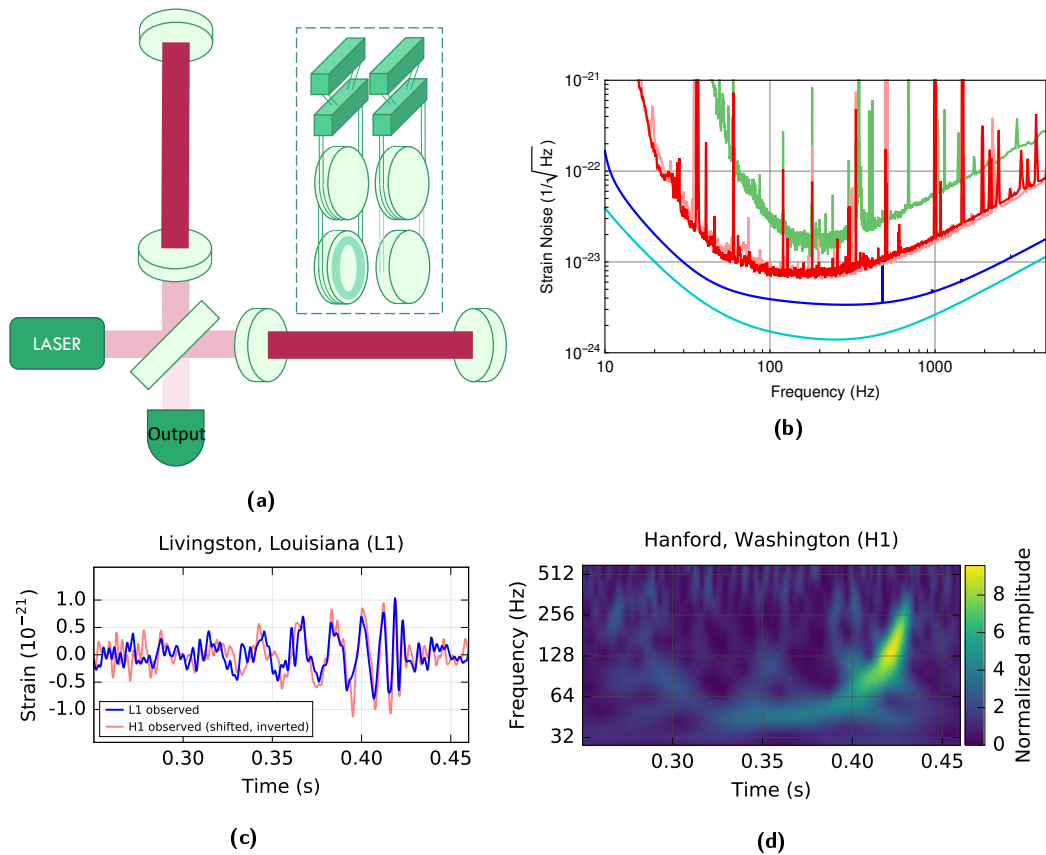 LASER
Output
(a)
Strain Noise (1/√Hz)
10⁻²¹
10⁻²²
10⁻²³
10⁻²⁴
10 100 1000
Frequency (Hz)
(b)
Livingston, Louisiana (L1)
Strain (10⁻²¹)
1.0
0.5
0.0
-0.5
-1.0
L1 observed
H1 observed (shifted, inverted)
0.30 0.35 0.40 0.45
Time (s)
(c)
Hanford, Washington (H1)
Frequency (Hz)
512
256
128
64
32
0.30 0.35 0.40 0.45
Time (s)
8
6
4
2
0
Normalized amplitude
(d)